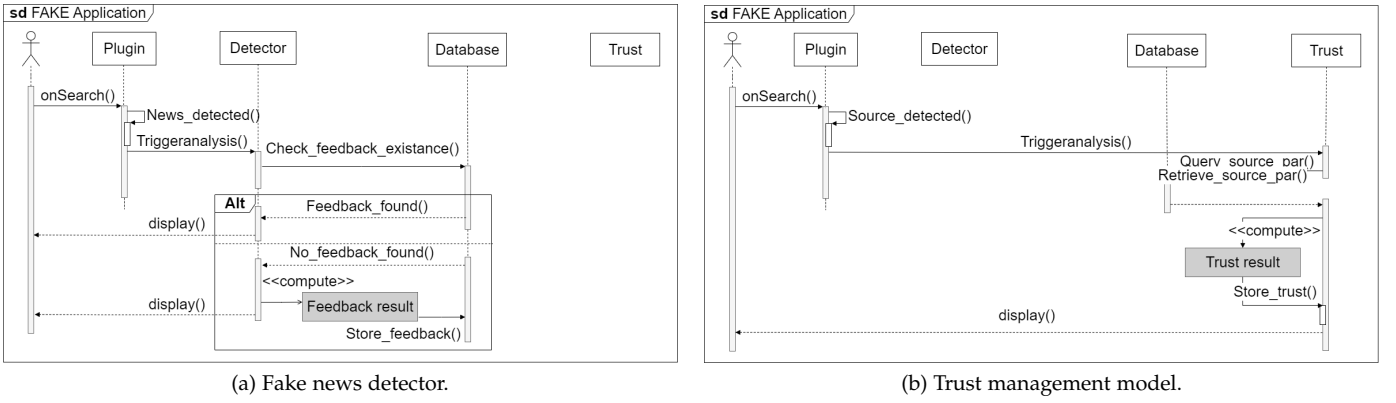 sd FAKE Application
Plugin
Detector
Database
Trust
onSearch()
News_detected()
Triggeranalysis()
Check_feedback_existance()
Alt
Feedback_found()
display()
No_feedback_found()
<<compute>>
display()
Feedback result
Store_feedback()
(a) Fake news detector.
sd FAKE Application
Plugin
Detector
Database
Trust
onSearch()
Source_detected()
Triggeranalysis()
Query_source_par()
Retrieve_source_par()
<<compute>>
Trust result
Store_trust()
display()
(b) Trust management model.